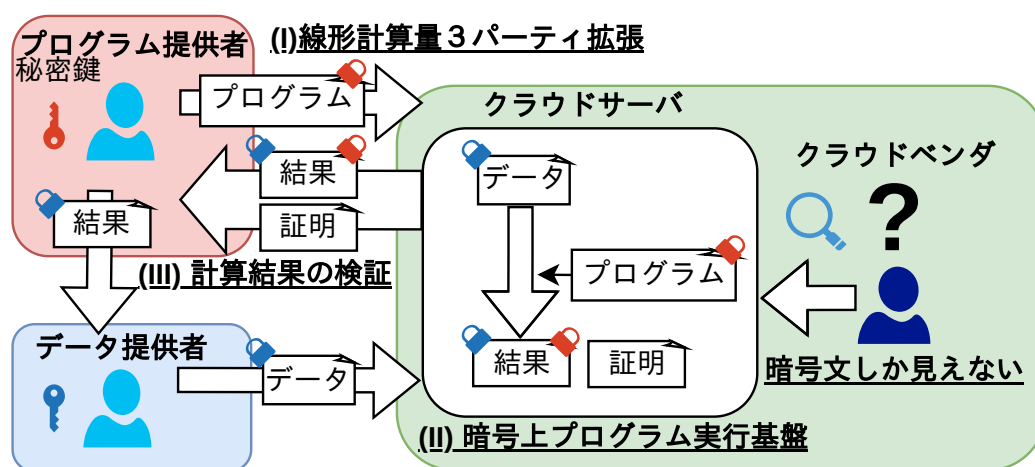 (I)線形計算量３パーティ拡張
プログラム提供者
秘密鍵
プログラム
結果
証明
結果
(III) 計算結果の検証
データ提供者
データ
クラウドサーバ
データ
プログラム
結果
証明
(II) 暗号上プログラム実行基盤
クラウドベンダ
?
暗号文しか見えない